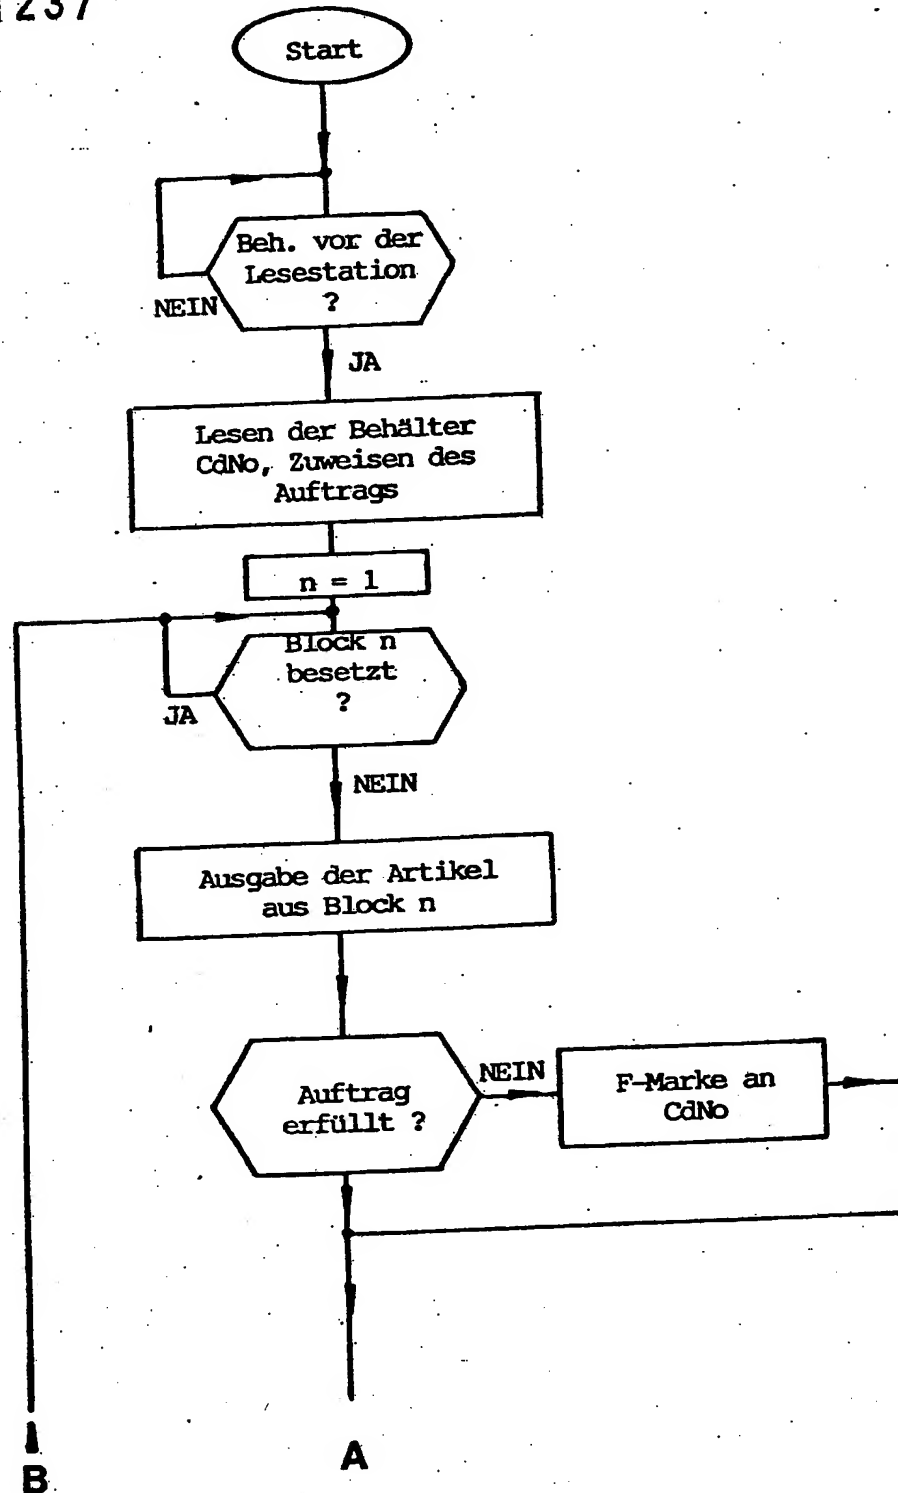 237
Start
Beh. vor der
Lesestation
?
NEIN
JA
Lesen der Behälter
CdNo, Zuweisen des
Auftrags
n = 1
Block n
besetzt
?
JA
NEIN
Ausgabe der Artikel
aus Block n
Auftrag
erfüllt ?
NEIN
F-Marke an
CdNo
A
B